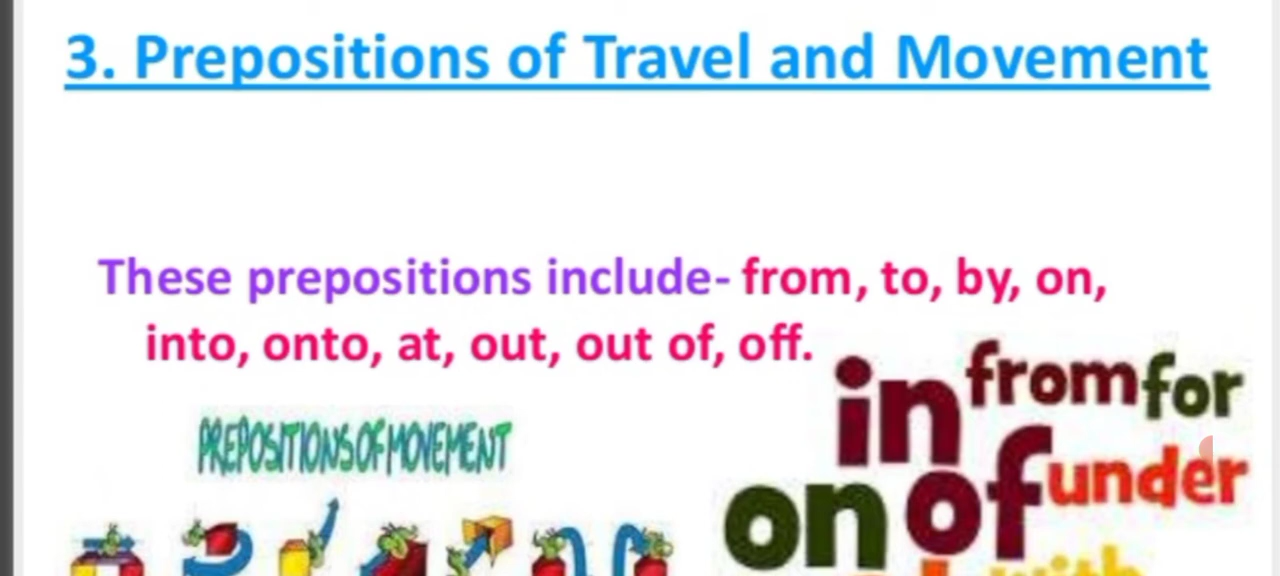 3. Prepositions of Travel and Movement
These prepositions include- from, to, by, on,
into, onto, at, out, out of, off.
PREPOSITIONS OF MOVEMENT
in from for
on of under
with